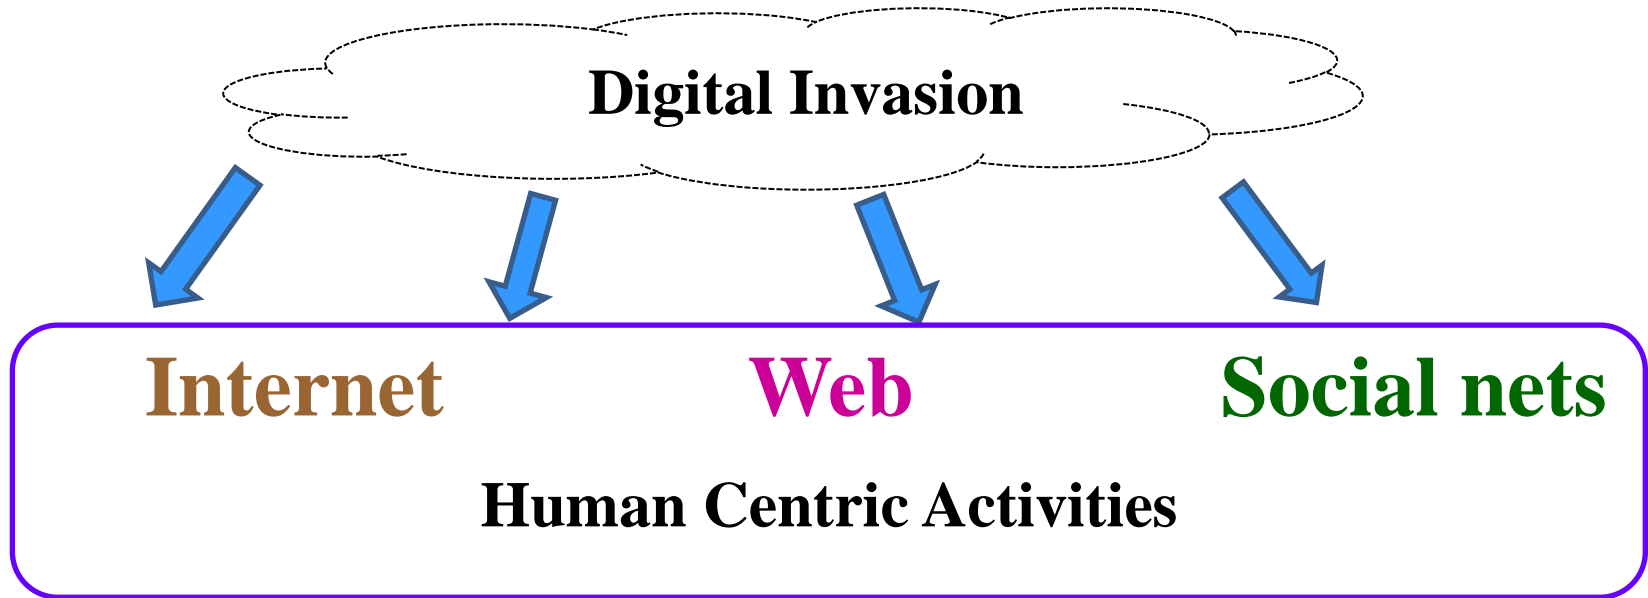 Digital Invasion
Internet Web Social nets
Human Centric Activities